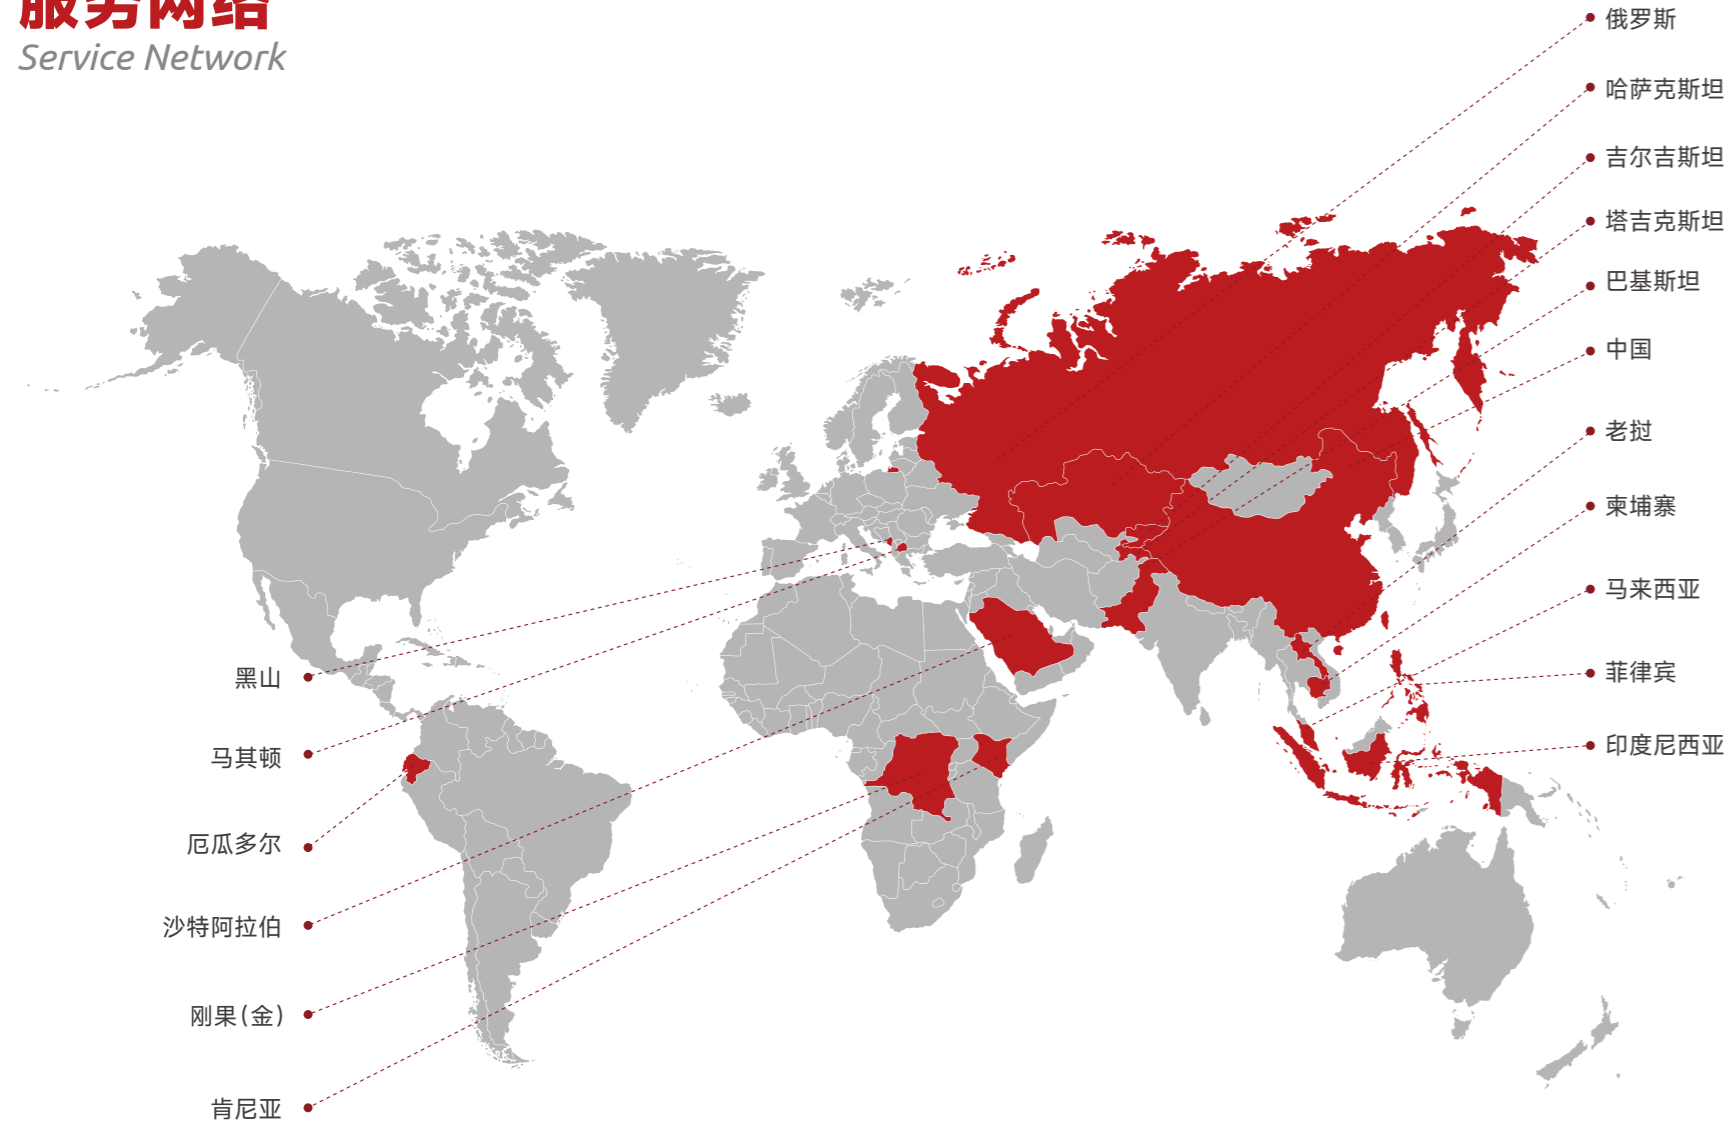 服务网络
Service Network
俄罗斯
哈萨克斯坦
吉尔吉斯坦
塔吉克斯坦
巴基斯坦
中国
老挝
柬埔寨
马来西亚
菲律宾
印度尼西亚
黑山
马其顿
厄瓜多尔
沙特阿拉伯
刚果(金)
肯尼亚